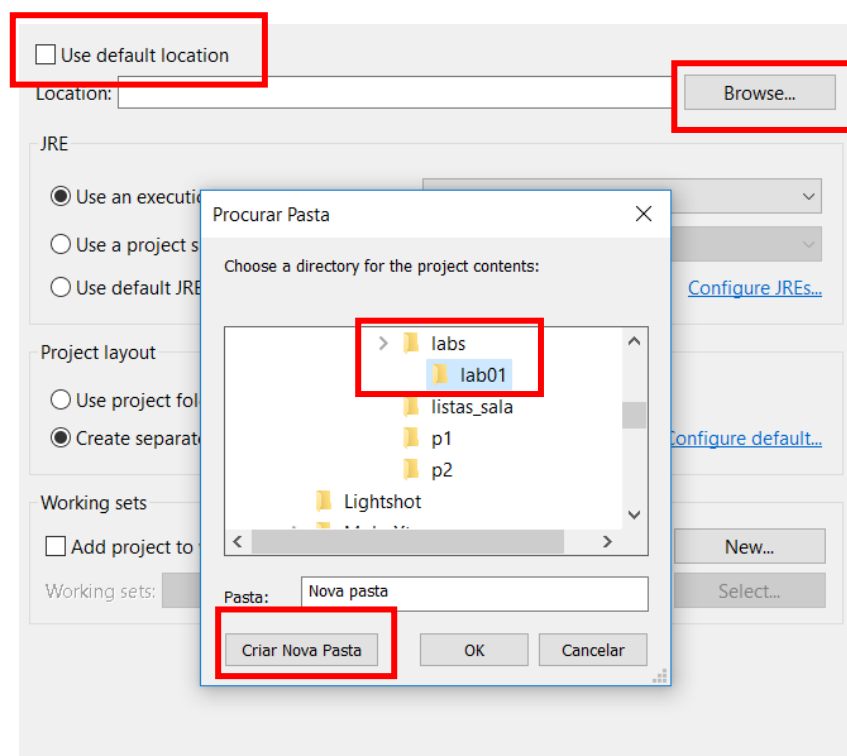 Use default location
Location:
Browse...
JRE
Use an executi
Procurar Pasta
Use a project s
Choose a directory for the project contents:
Use default JRE
Configure JREs...
labs
Project layout
lab01
Use project fol
listas_sala
Create separat
p1
Configure default...
p2
Working sets
Lightshot
Add project to
New...
Working sets:
Pasta:
Nova pasta
Select...
Criar Nova Pasta
OK
Cancelar